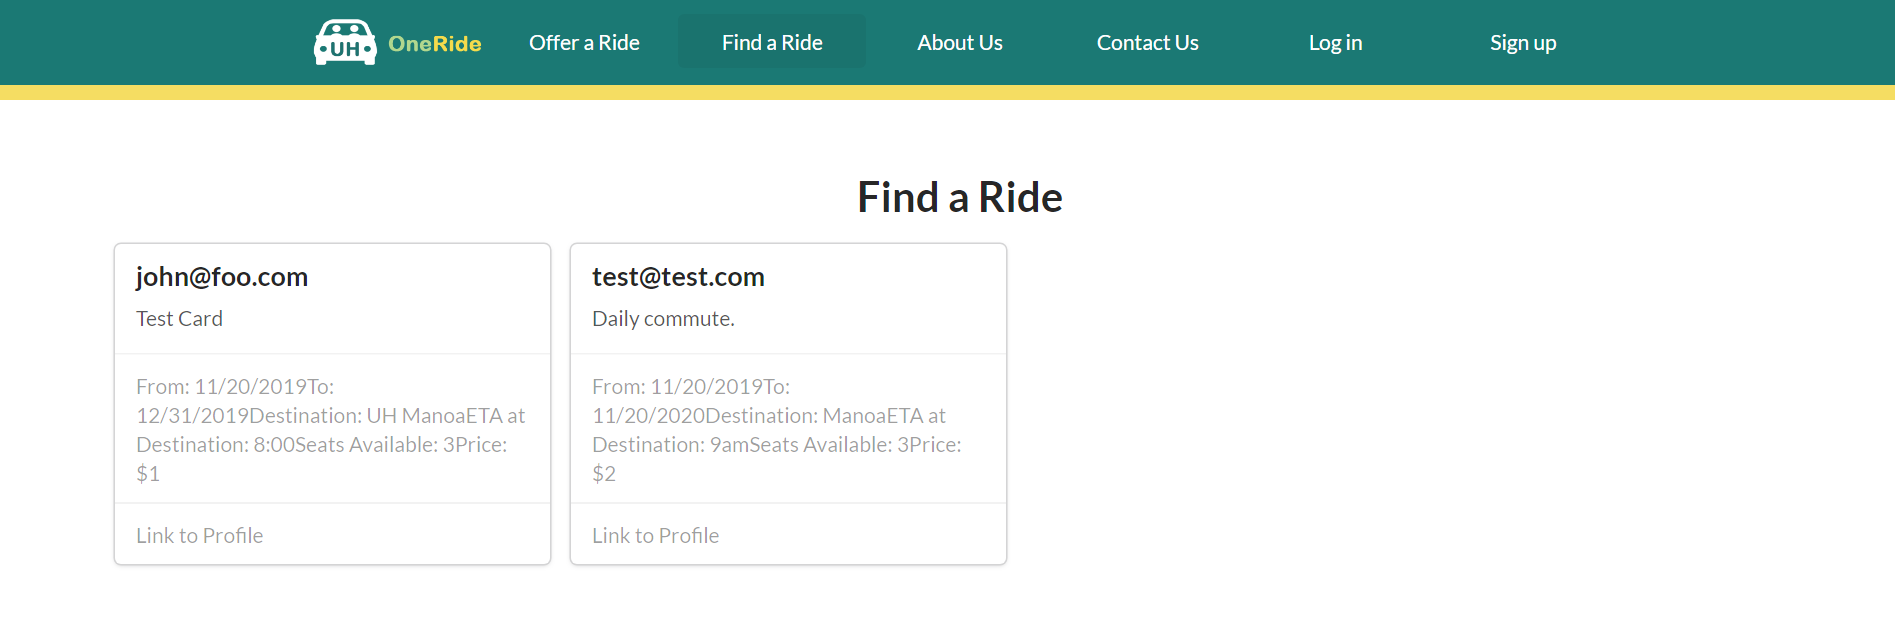 UH OneRide Offer a Ride Find a Ride About Us Contact Us Log in Sign up
Find a Ride
john@foo.com
Test Card
From: 11/20/2019To:
12/31/2019Destination: UH ManoaETA at
Destination: 8:00Seats Available: 3Price:
$1
Link to Profile
test@test.com
Daily commute.
From: 11/20/2019To:
11/20/2020Destination: ManoaETA at
Destination: 9amSeats Available: 3Price:
$2
Link to Profile